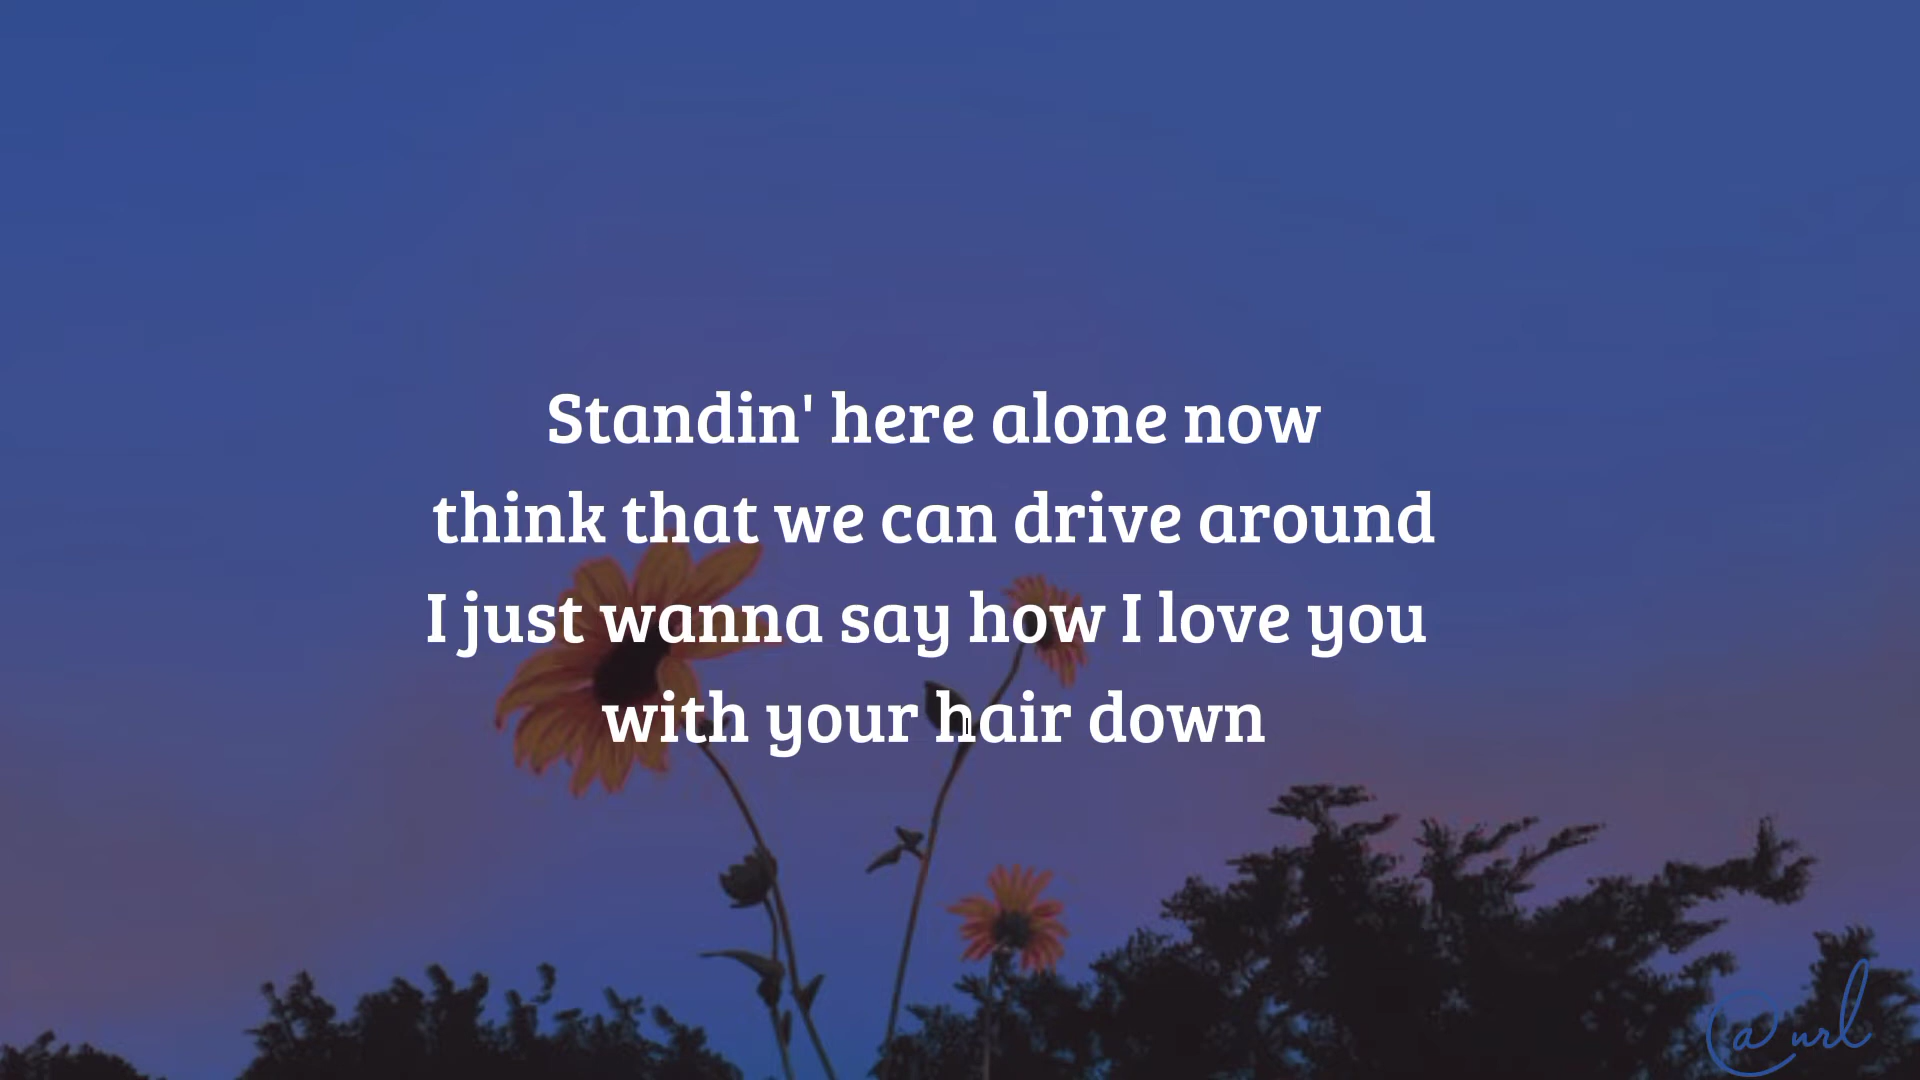 Standin' here alone now
think that we can drive around
I just wanna say how I love you
with your hair down
@url